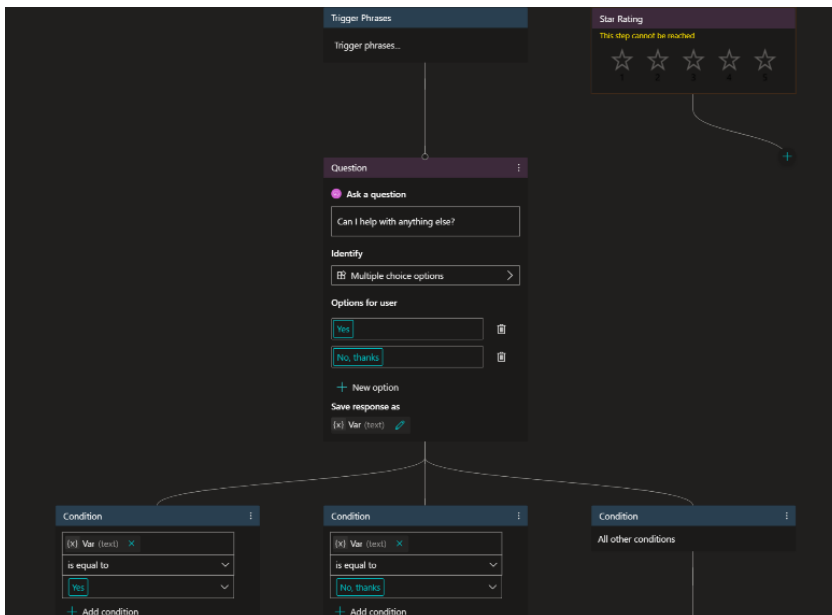 Trigger Phrases
Trigger phrases...
Star Rating
This step cannot be reached
1 2 3 4 5
Question
Ask a question
Can I help with anything else?
Identify
Multiple choice options
Options for user
Yes
No, thanks
New option
Save response as
{x} Var (text)
Condition
{x} Var (text)
is equal to
Yes
Add condition
Condition
{x} Var (text)
is equal to
No, thanks
Add condition
Condition
All other conditions